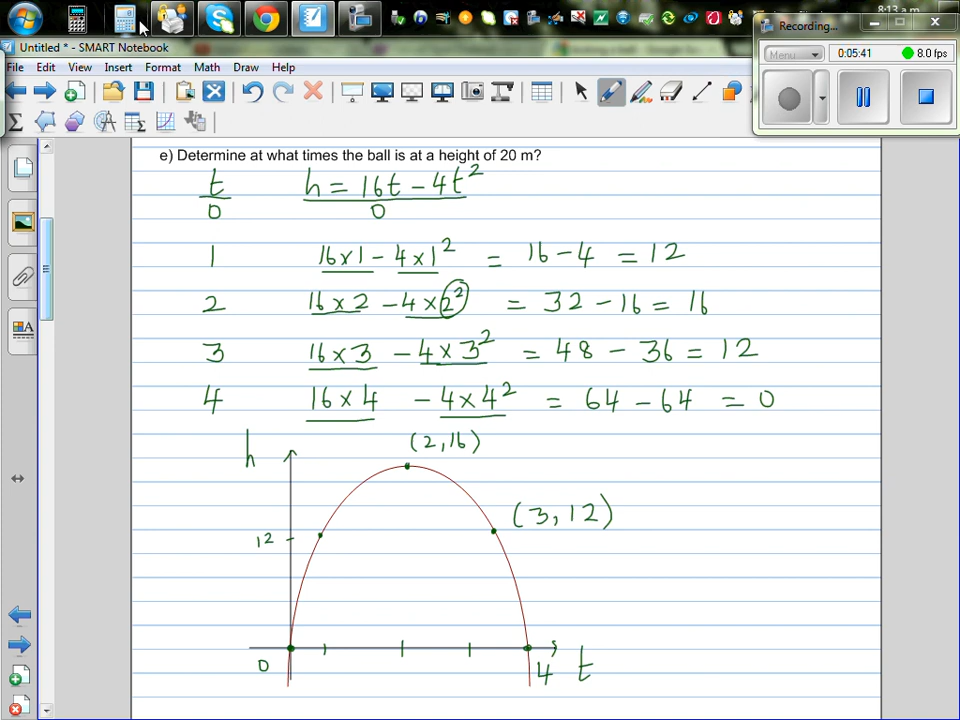 8:13 a.m.
Recording...
Untitled * - SMART Notebook
Menu
0:05:41
8.0 fps
File Edit View Insert Format Math Draw Help
e) Determine at what times the ball is at a height of 20 m?
t h = 16t - 4t²
0 0
1 16 x 1 - 4 x 1² = 16 - 4 = 12
2 16 x 2 - 4 x 2² = 32 - 16 = 16
3 16 x 3 - 4 x 3² = 48 - 36 = 12
4 16 x 4 - 4 x 4² = 64 - 64 = 0
h
(2, 16)
(3, 12)
12
0
4
t